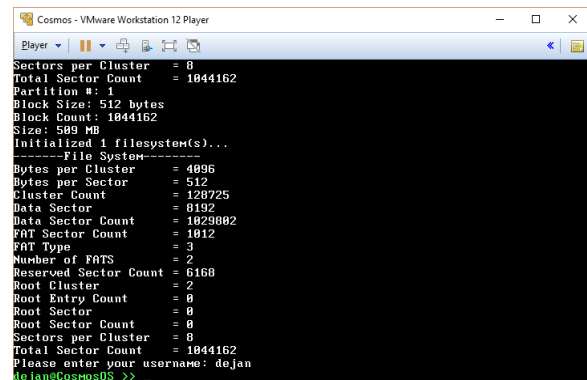 Cosmos - VMware Workstation 12 Player
Player
Sectors per Cluster = 8
Total Sector Count = 1044162
Partition #: 1
Block Size: 512 bytes
Block Count: 1044162
Size: 509 MB
Initialized 1 filesystem(s)...
-------File System--------
Bytes per Cluster = 4096
Bytes per Sector = 512
Cluster Count = 128725
Data Sector = 8192
Data Sector Count = 1029802
FAT Sector Count = 1012
FAT Type = 3
Number of FATS = 2
Reserved Sector Count = 6168
Root Cluster = 2
Root Entry Count = 0
Root Sector = 0
Root Sector Count = 0
Sectors per Cluster = 8
Total Sector Count = 1044162
Please enter your username: dejan
dejan@CosmosOS >>